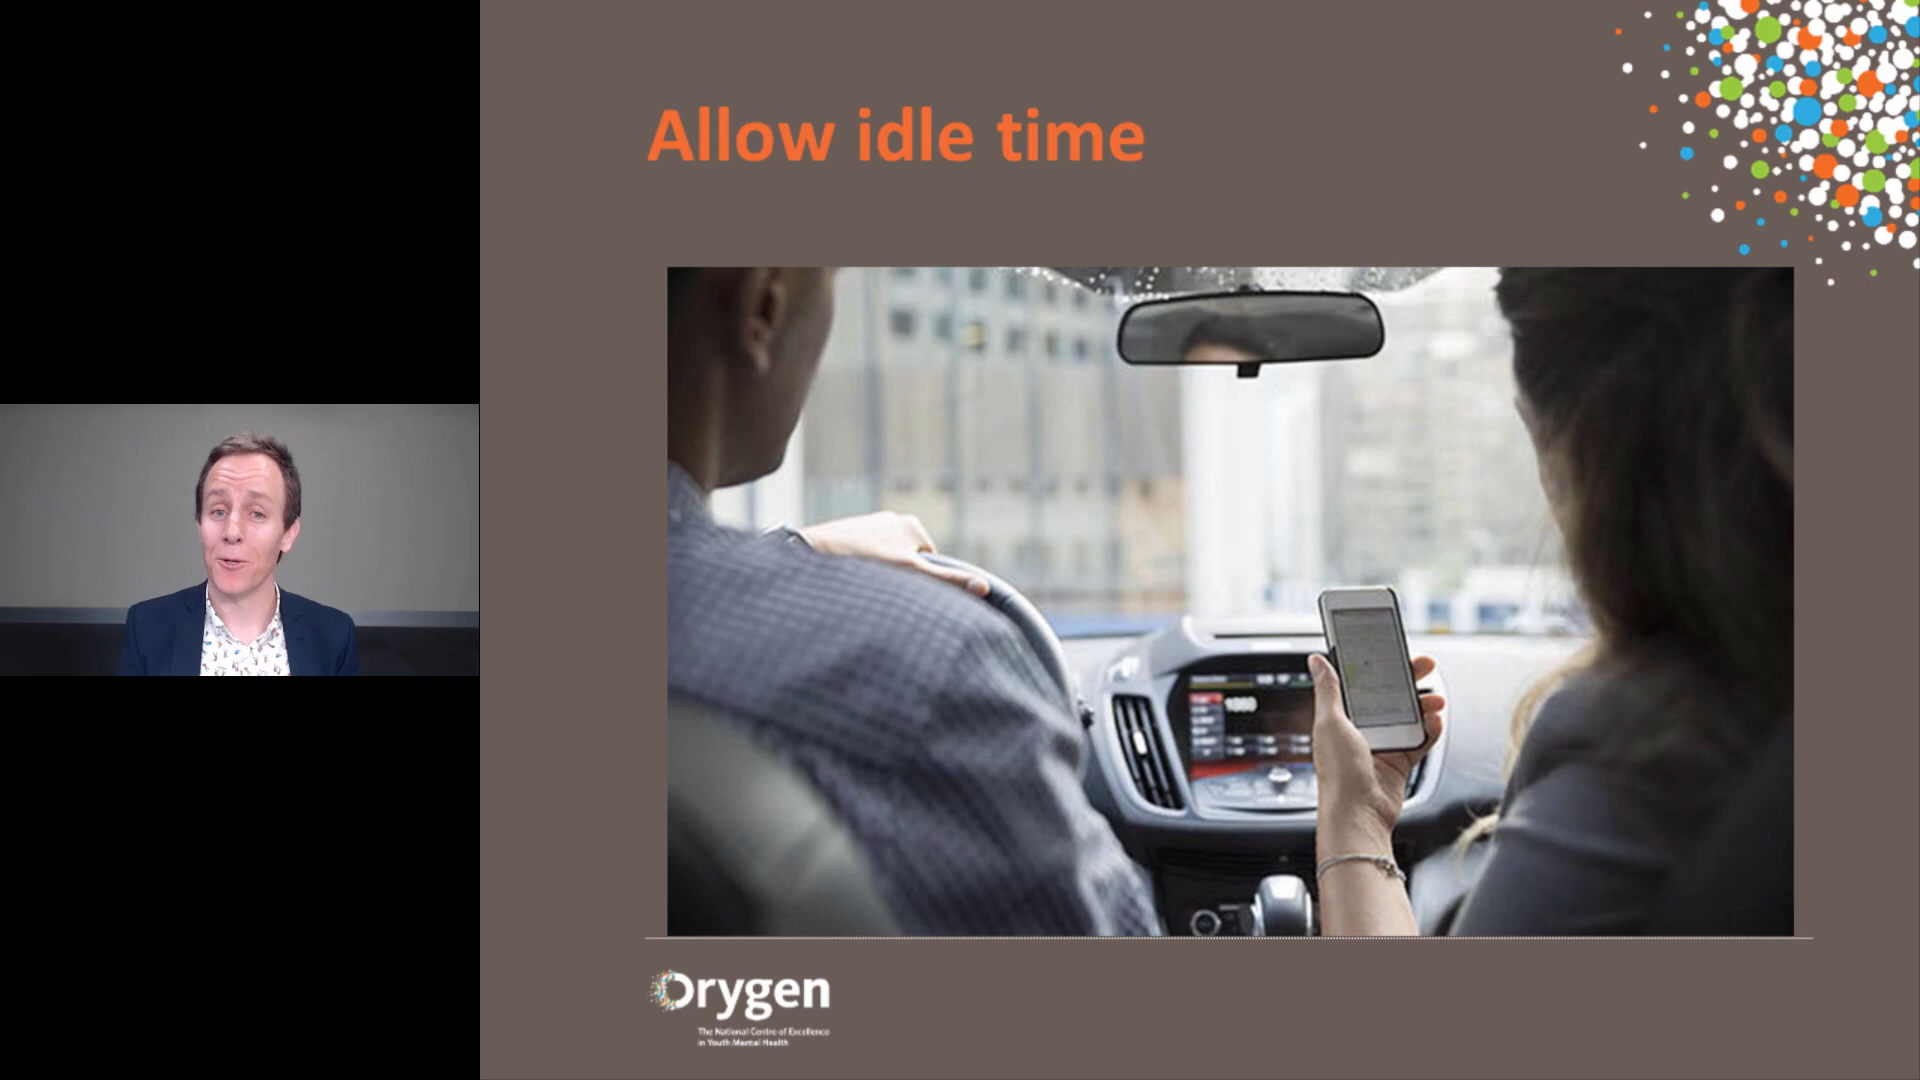 Allow idle time
Orygen
The National Centre of Excellence
in Youth Mental Health